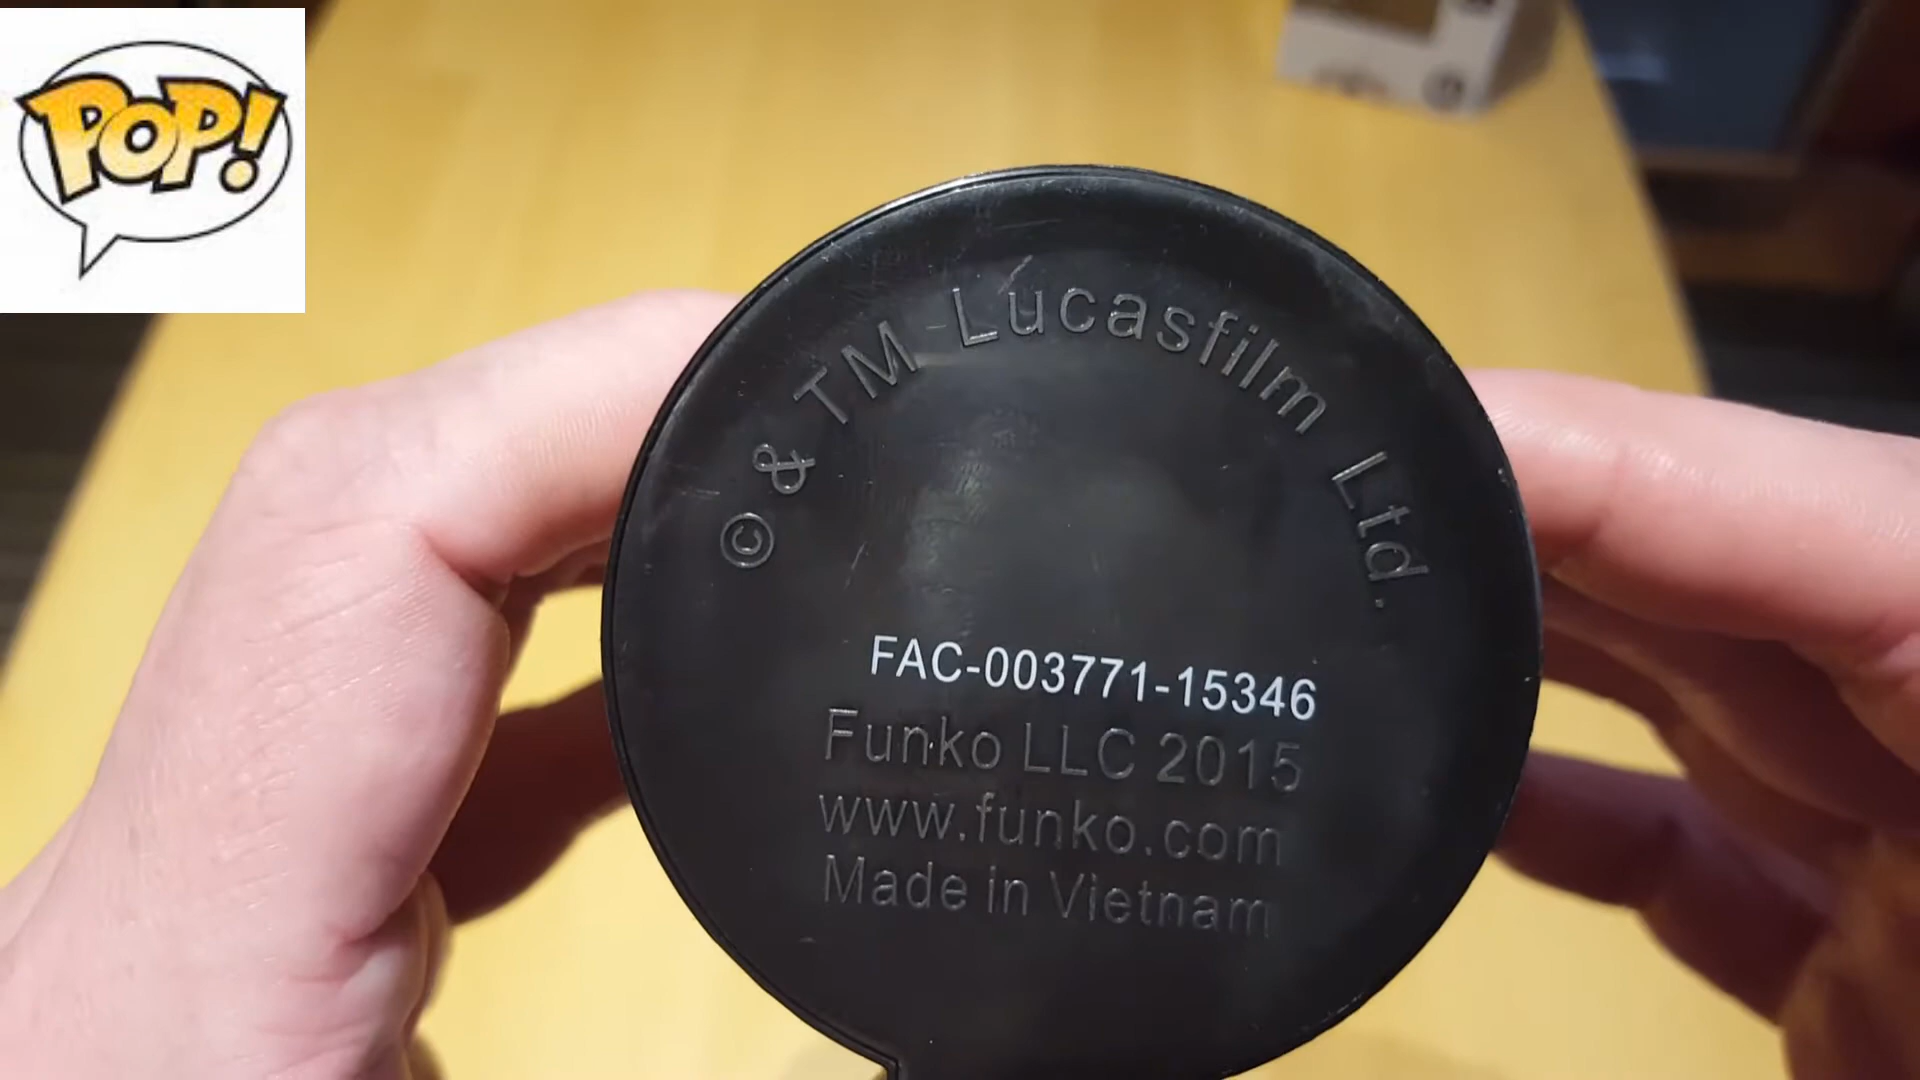 POP!
© & TM Lucasfilm Ltd.
FAC-003771-15346
Funko LLC 2015
www.funko.com
Made in Vietnam